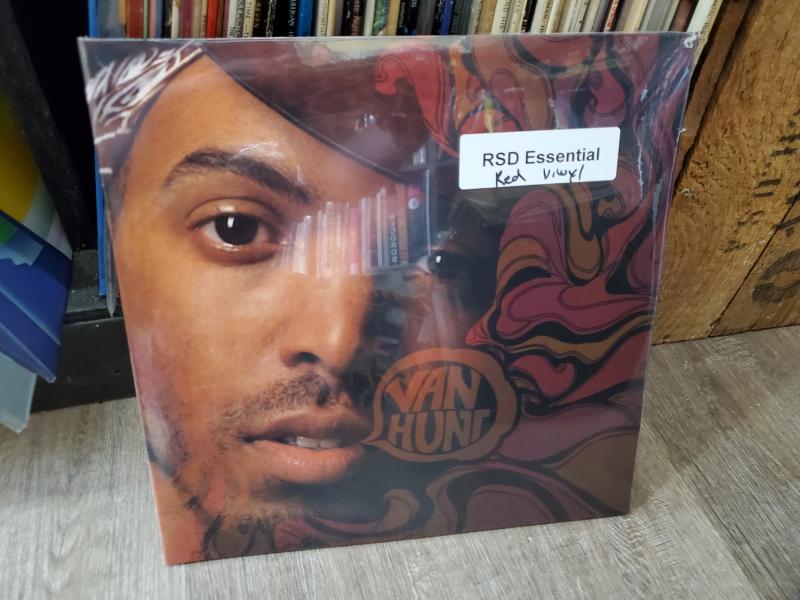 RSD Essential
Red Vinyl
VAN
HUNT